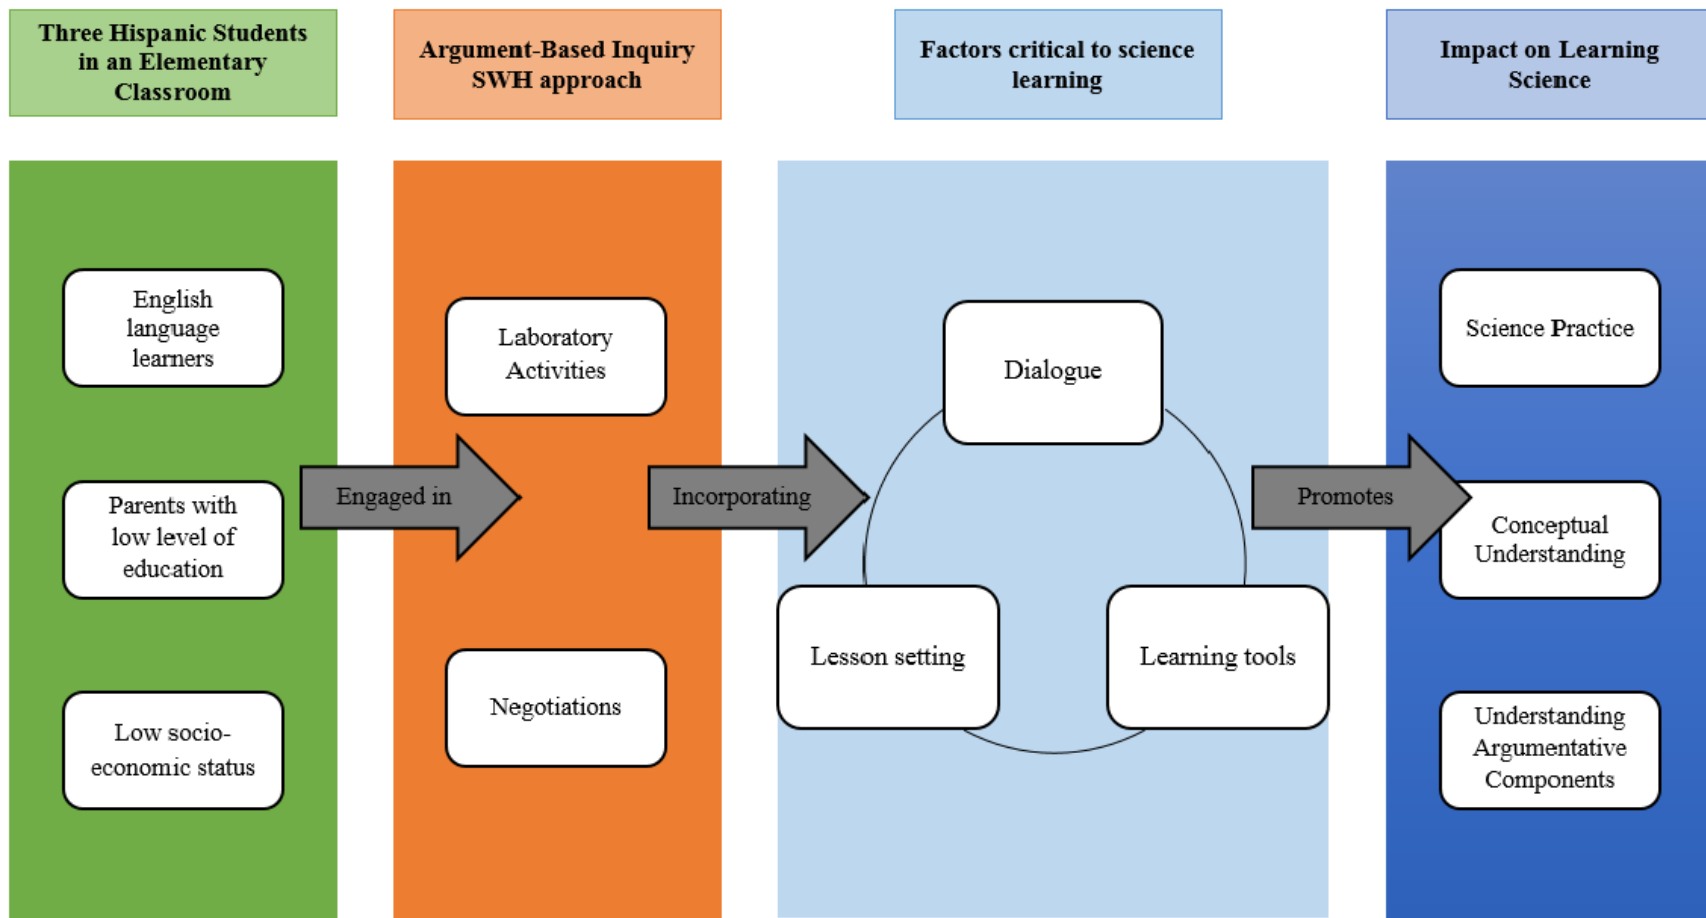 Three Hispanic Students
in an Elementary
Classroom
Argument-Based Inquiry
SWH approach
Factors critical to science
learning
Impact on Learning
Science
English
language
learners
Parents with
low level of
education
Low socio-
economic status
Engaged in
Laboratory
Activities
Negotiations
Incorporating
Dialogue
Lesson setting
Learning tools
Promotes
Science Practice
Conceptual
Understanding
Understanding
Argumentative
Components